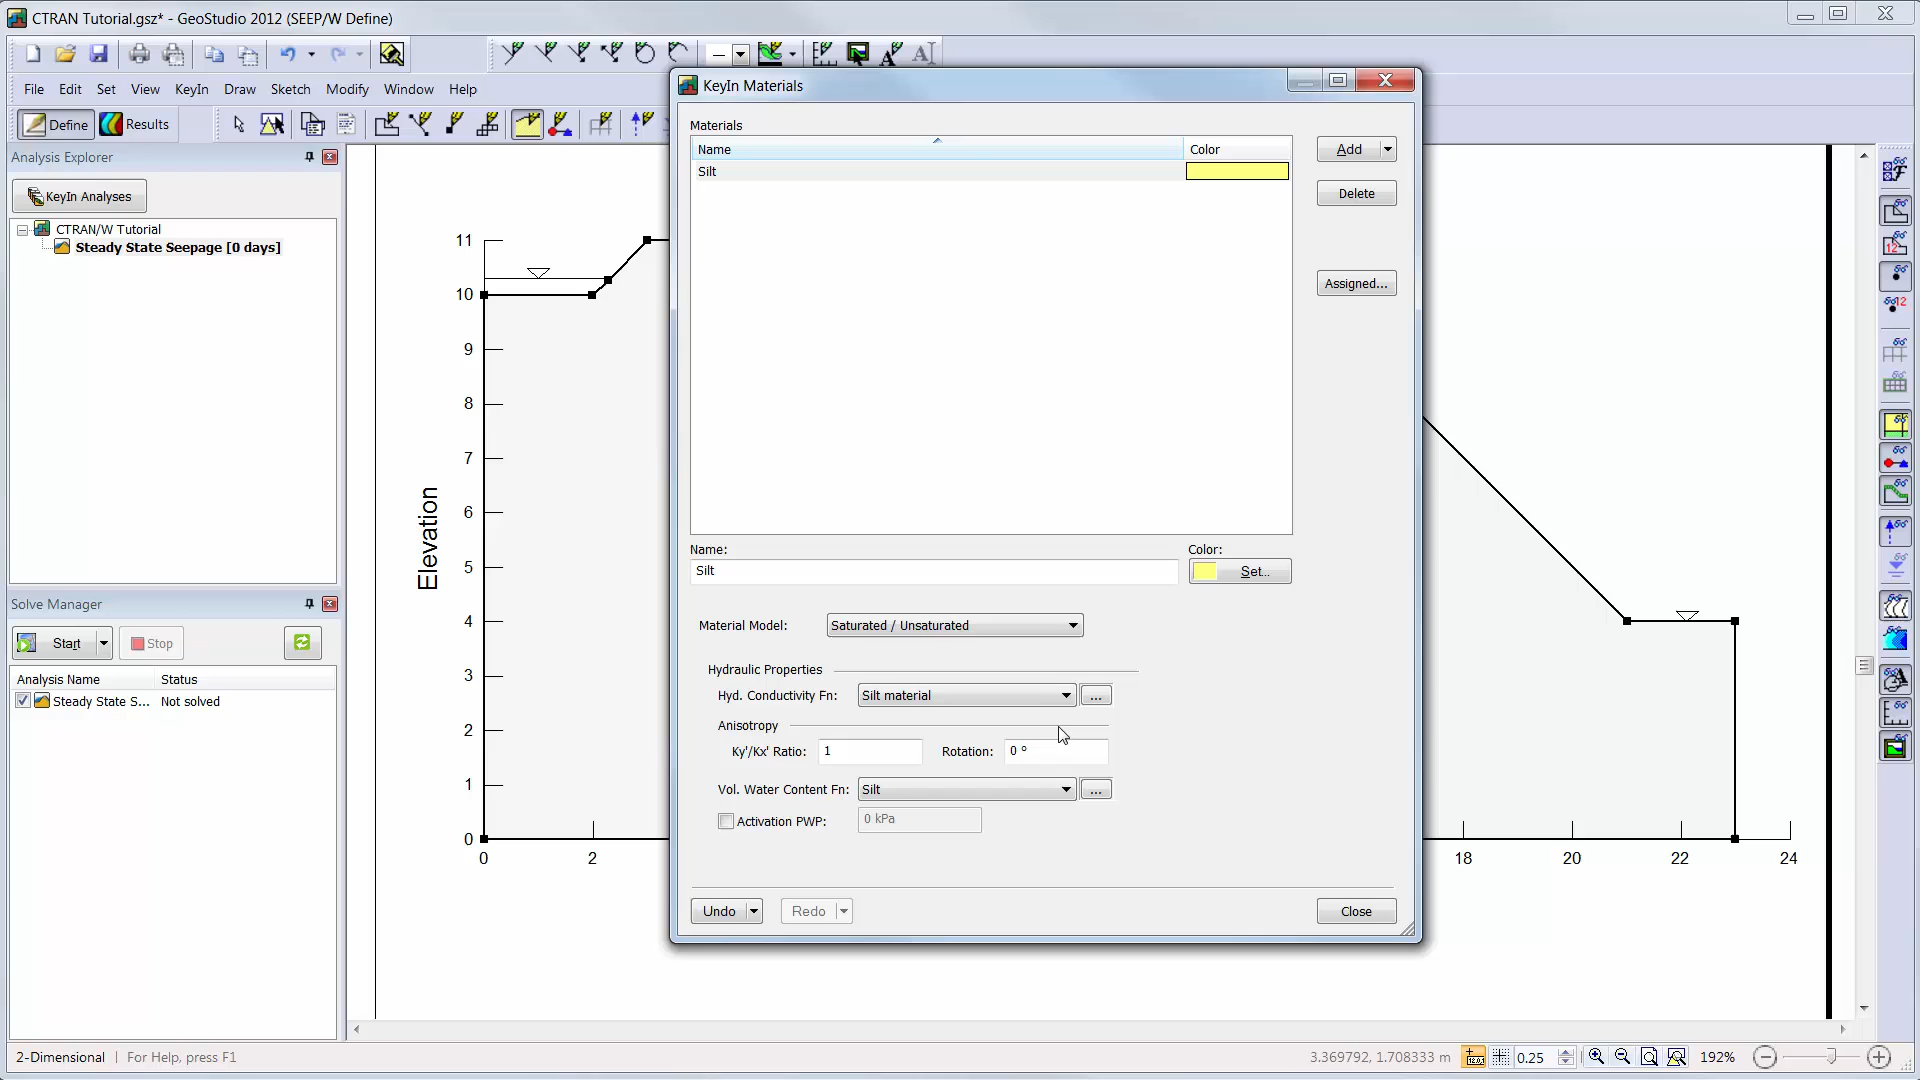 CTRAN Tutorial.gsz* - GeoStudio 2012 (SEEP/W Define)
File Edit Set View KeyIn Draw Sketch Modify Window Help
Define Results
Analysis Explorer
KeyIn Analyses
CTRAN/W Tutorial
Steady State Seepage [0 days]
Solve Manager
Start Stop
Analysis Name Status
Steady State S... Not solved
Elevation
11
10
9
8
7
6
5
4
3
2
1
0
0 2 18 20 22 24
KeyIn Materials
Materials
Name Color
Silt
Add
Delete
Assigned...
Name: Color:
Silt Set...
Material Model: Saturated / Unsaturated
Hydraulic Properties
Hyd. Conductivity Fn: Silt material ...
Anisotropy
Ky'/Kx' Ratio: 1 Rotation: 0 °
Vol. Water Content Fn: Silt ...
Activation PWP: 0 kPa
Undo Redo Close
2-Dimensional For Help, press F1 3.369792, 1.708333 m 0.25 192%